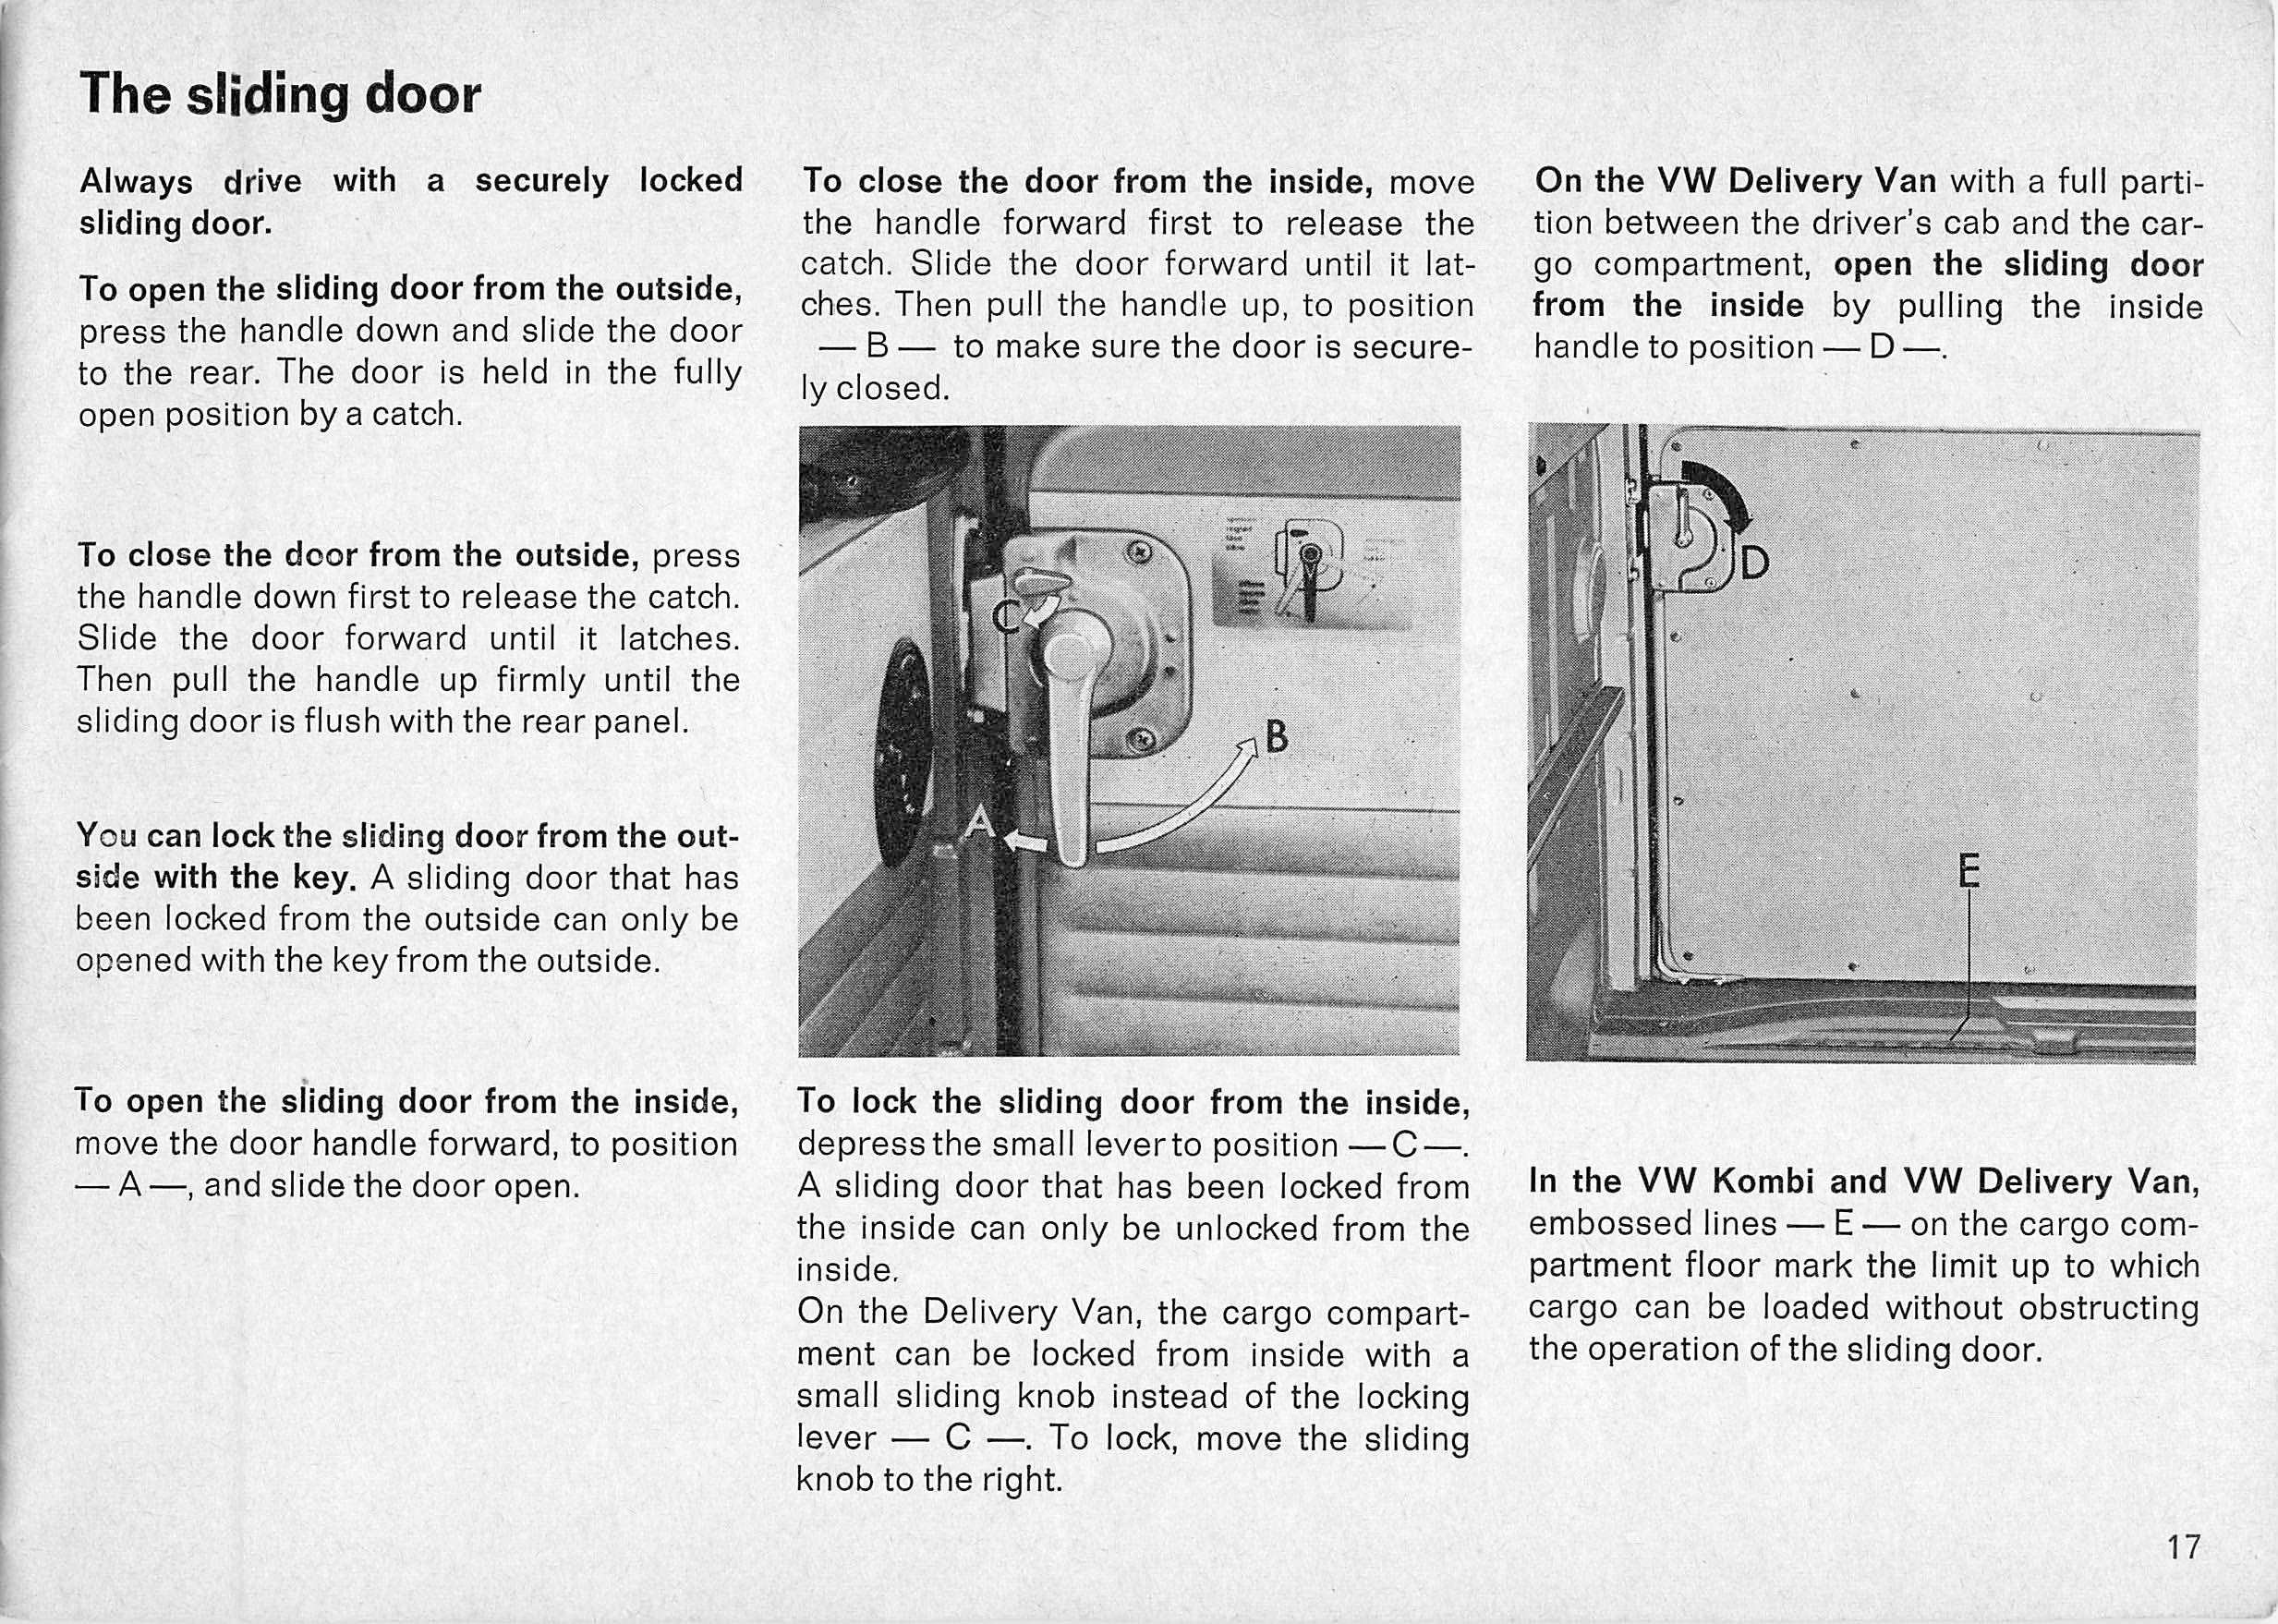 The sliding door
Always drive with a securely locked
sliding door.
To open the sliding door from the outside,
press the handle down and slide the door
to the rear. The door is held in the fully
open position by a catch.
To close the door from the outside, press
the handle down first to release the catch.
Slide the door forward until it latches.
Then pull the handle up firmly until the
sliding door is flush with the rear panel.
You can lock the sliding door from the out-
side with the key. A sliding door that has
been locked from the outside can only be
opened with the key from the outside.
To open the sliding door from the inside,
move the door handle forward, to position
— A —, and slide the door open.
To close the door from the inside, move
the handle forward first to release the
catch. Slide the door forward until it lat-
ches. Then pull the handle up, to position
— B — to make sure the door is secure-
ly closed.
C
B
A
To lock the sliding door from the inside,
depress the small lever to position — C —.
A sliding door that has been locked from
the inside can only be unlocked from the
inside.
On the Delivery Van, the cargo compart-
ment can be locked from inside with a
small sliding knob instead of the locking
lever — C —. To lock, move the sliding
knob to the right.
On the VW Delivery Van with a full parti-
tion between the driver's cab and the car-
go compartment, open the sliding door
from the inside by pulling the inside
handle to position — D —.
D
E
In the VW Kombi and VW Delivery Van,
embossed lines — E — on the cargo com-
partment floor mark the limit up to which
cargo can be loaded without obstructing
the operation of the sliding door.
17